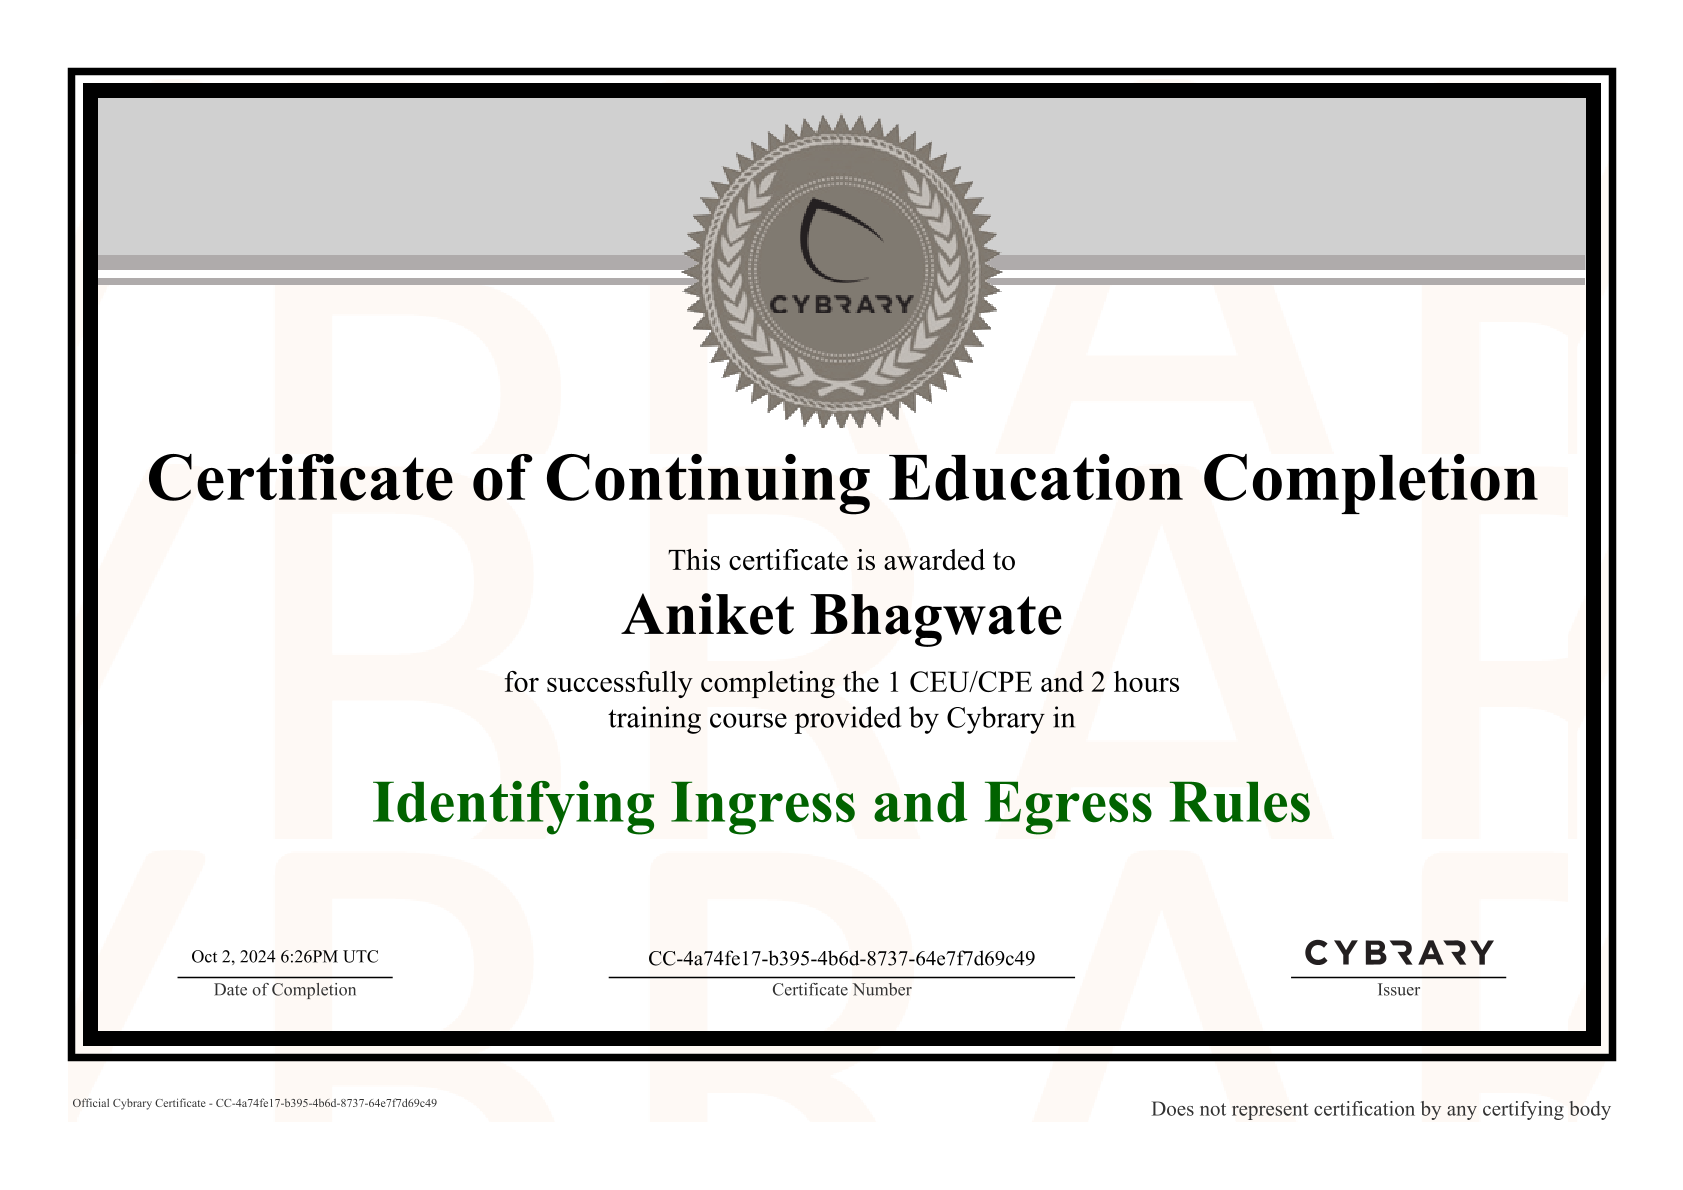 CYBRARY
Certificate of Continuing Education Completion
This certificate is awarded to
Aniket Bhagwate
for successfully completing the 1 CEU/CPE and 2 hours
training course provided by Cybrary in
Identifying Ingress and Egress Rules
Oct 2, 2024 6:26PM UTC
Date of Completion
CC-4a74fe17-b395-4b6d-8737-64e7f7d69c49
Certificate Number
CYBRARY
Issuer
Official Cybrary Certificate - CC-4a74fe17-b395-4b6d-8737-64e7f7d69c49
Does not represent certification by any certifying body